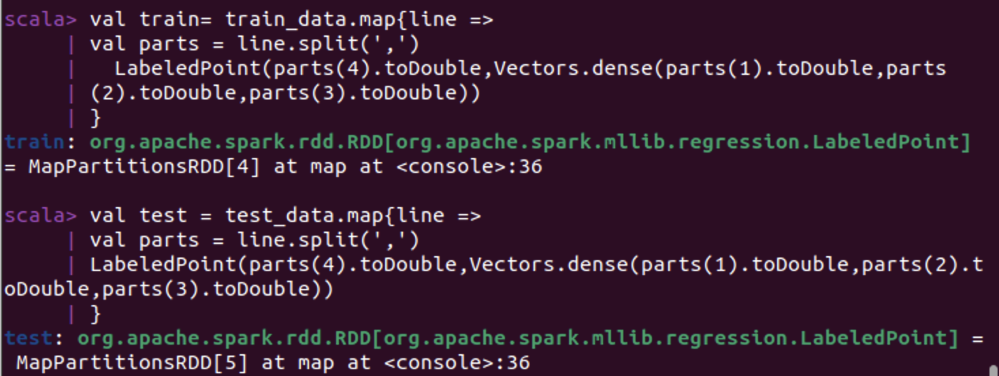 scala> val train= train_data.map{line =>
     | val parts = line.split(',')
     |   LabeledPoint(parts(4).toDouble,Vectors.dense(parts(1).toDouble,parts
     | (2).toDouble,parts(3).toDouble))
     | }
train: org.apache.spark.rdd.RDD[org.apache.spark.mllib.regression.LabeledPoint]
= MapPartitionsRDD[4] at map at <console>:36

scala> val test = test_data.map{line =>
     | val parts = line.split(',')
     | LabeledPoint(parts(4).toDouble,Vectors.dense(parts(1).toDouble,parts(2).t
oDouble,parts(3).toDouble))
     | }
test: org.apache.spark.rdd.RDD[org.apache.spark.mllib.regression.LabeledPoint] =
 MapPartitionsRDD[5] at map at <console>:36